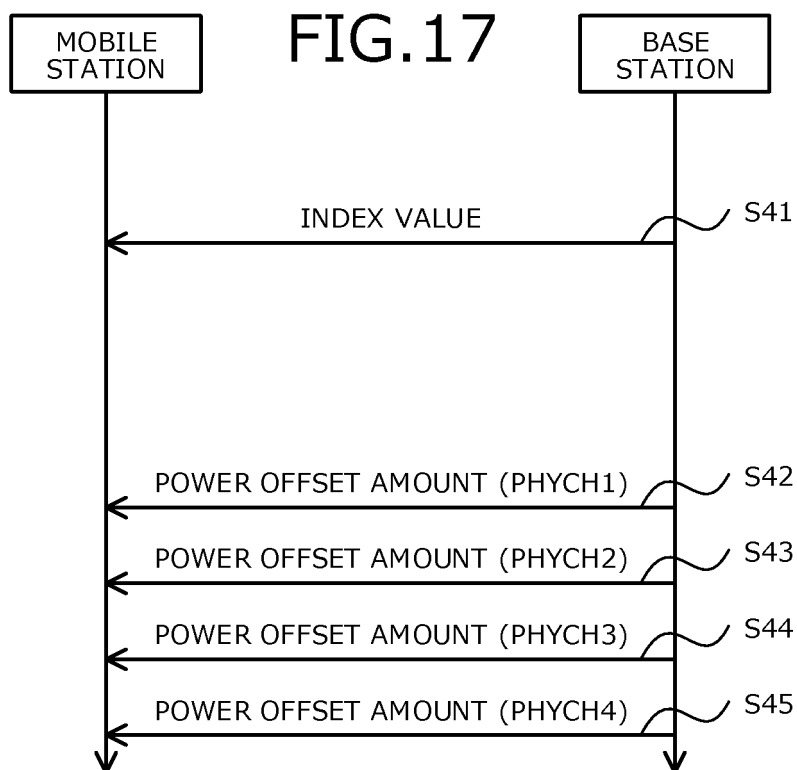 FIG.17
MOBILE
STATION
BASE
STATION
INDEX VALUE
S41
POWER OFFSET AMOUNT (PHYCH1)
S42
POWER OFFSET AMOUNT (PHYCH2)
S43
POWER OFFSET AMOUNT (PHYCH3)
S44
POWER OFFSET AMOUNT (PHYCH4)
S45